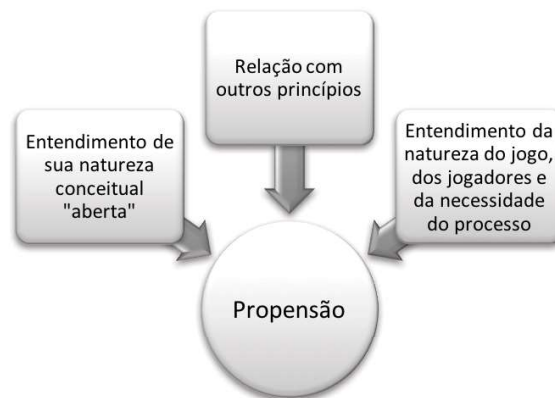 Relação com
outros princípios
Entendimento de
sua natureza
conceitual
"aberta"
Entendimento da
natureza do jogo,
dos jogadores e
da necessidade
do processo
Propensão